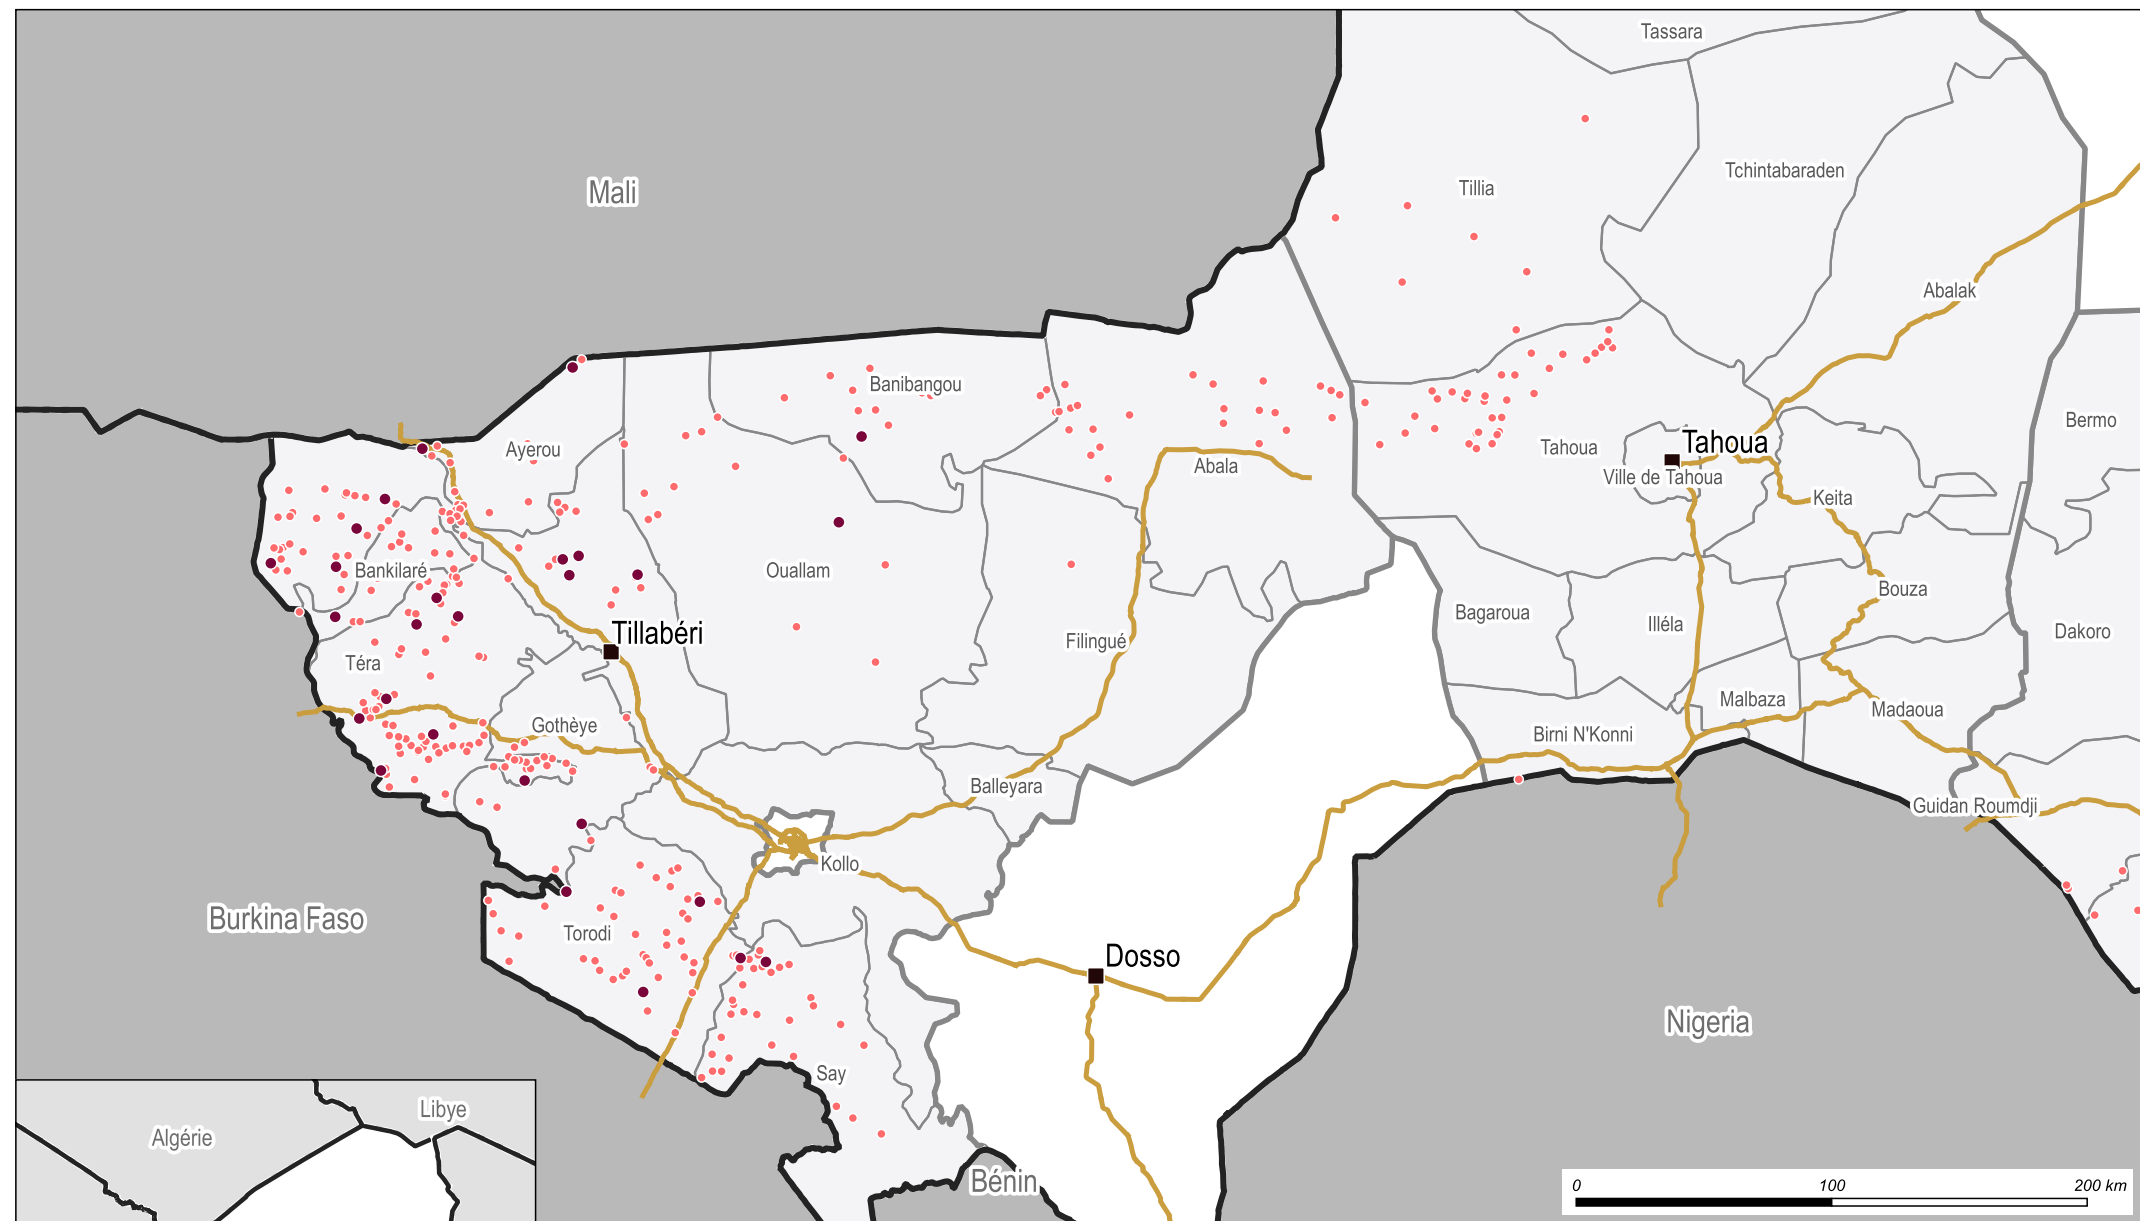 Tassara
Mali
Tillia
Tchintabaraden
Abalak
Banibangou
Ayerou
Abala
Tahoua
Tahoua
Ville de Tahoua
Bermo
Keita
Bankilaré
Ouallam
Filingué
Bagaroua
Illéla
Bouza
Dakoro
Tillabéri
Téra
Gothèye
Balleyara
Birni N'Konni
Malbaza
Madaoua
Guidan Roumdji
Kollo
Burkina Faso
Torodi
Dosso
Nigeria
Say
Bénin
Algérie
Libye
0 100 200 km